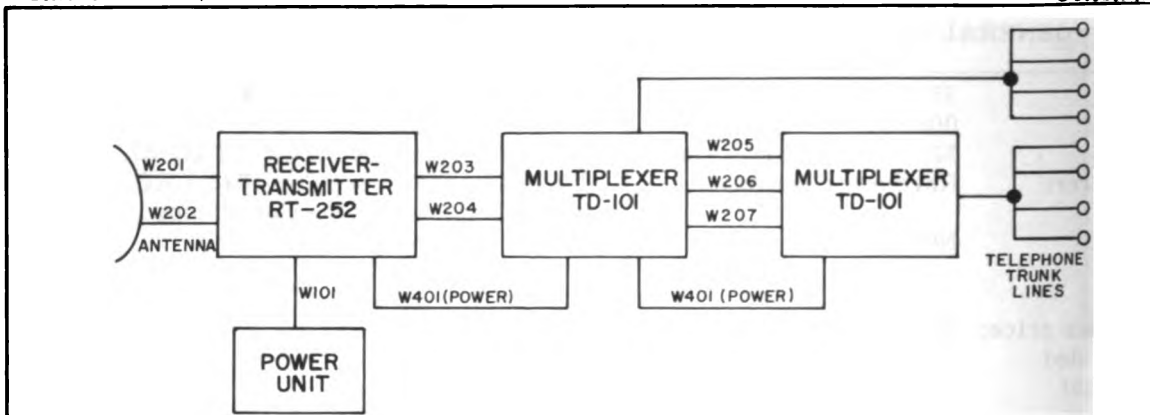 W201
W202
ANTENNA
RECEIVER-
TRANSMITTER
RT-252
W203
W204
MULTIPLEXER
TD-101
W205
W206
W207
MULTIPLEXER
TD-101
TELEPHONE
TRUNK
LINES
W101
W401(POWER)
W401 (POWER)
POWER
UNIT